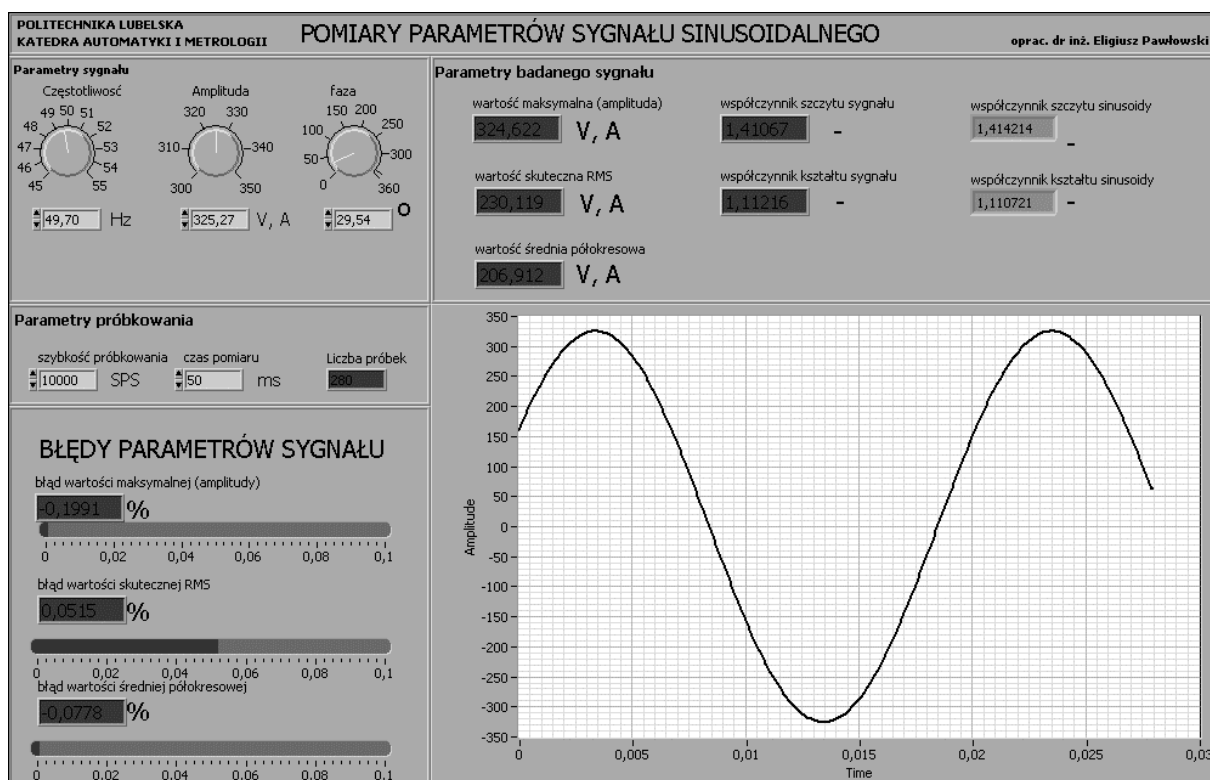 POLITECHNIKA LUBELSKA
KATEDRA AUTOMATYKI I METROLOGII
POMIARY PARAMETRÓW SYGNAŁU SINUSOIDALNEGO
oprac. dr inż. Eligiusz Pawłowski
Parametry sygnału
Częstotliwość
49 50 51
48 52
47 53
46 54
45 55
49,70 Hz
Amplituda
320 330
310 340
300 350
325,27 V, A
faza
150 200
100 250
50 300
0 360
29,54 O
Parametry badanego sygnału
wartość maksymalna (amplituda)
324,622 V, A
współczynnik szczytu sygnału
1,41067 -
współczynnik szczytu sinusoidy
1,414214 -
wartość skuteczna RMS
230,119 V, A
współczynnik kształtu sygnału
1,11216 -
współczynnik kształtu sinusoidy
1,110721 -
wartość średnia półokresowa
206,912 V, A
Parametry próbkowania
szybkość próbkowania czas pomiaru Liczba próbek
10000 SPS 50 ms 280
BŁĘDY PARAMETRÓW SYGNAŁU
błąd wartości maksymalnej (amplitudy)
-0,1991 %
0 0,02 0,04 0,06 0,08 0,1
błąd wartości skutecznej RMS
0,0515 %
0 0,02 0,04 0,06 0,08 0,1
błąd wartości średniej półokresowej
-0,0778 %
0 0,02 0,04 0,06 0,08 0,1
Amplitude
350
300
250
200
150
100
50
0
-50
-100
-150
-200
-250
-300
-350
0 0,005 0,01 0,015 0,02 0,025 0,03
Time